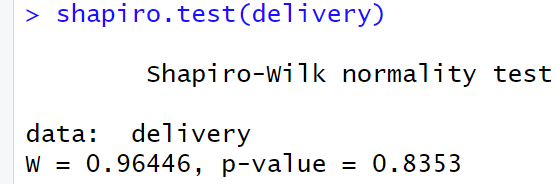 > shapiro.test(delivery)
Shapiro-Wilk normality test
data: delivery
W = 0.96446, p-value = 0.8353